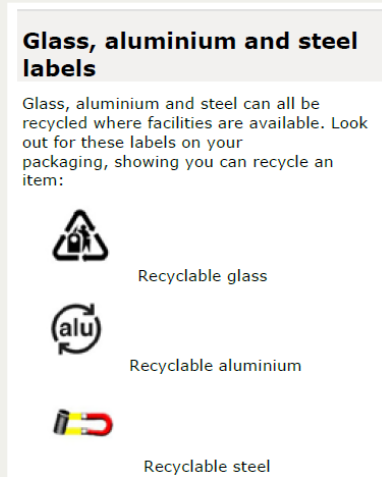 Glass, aluminium and steel
labels
Glass, aluminium and steel can all be
recycled where facilities are available. Look
out for these labels on your
packaging, showing you can recycle an
item:
Recyclable glass
alu
Recyclable aluminium
Recyclable steel